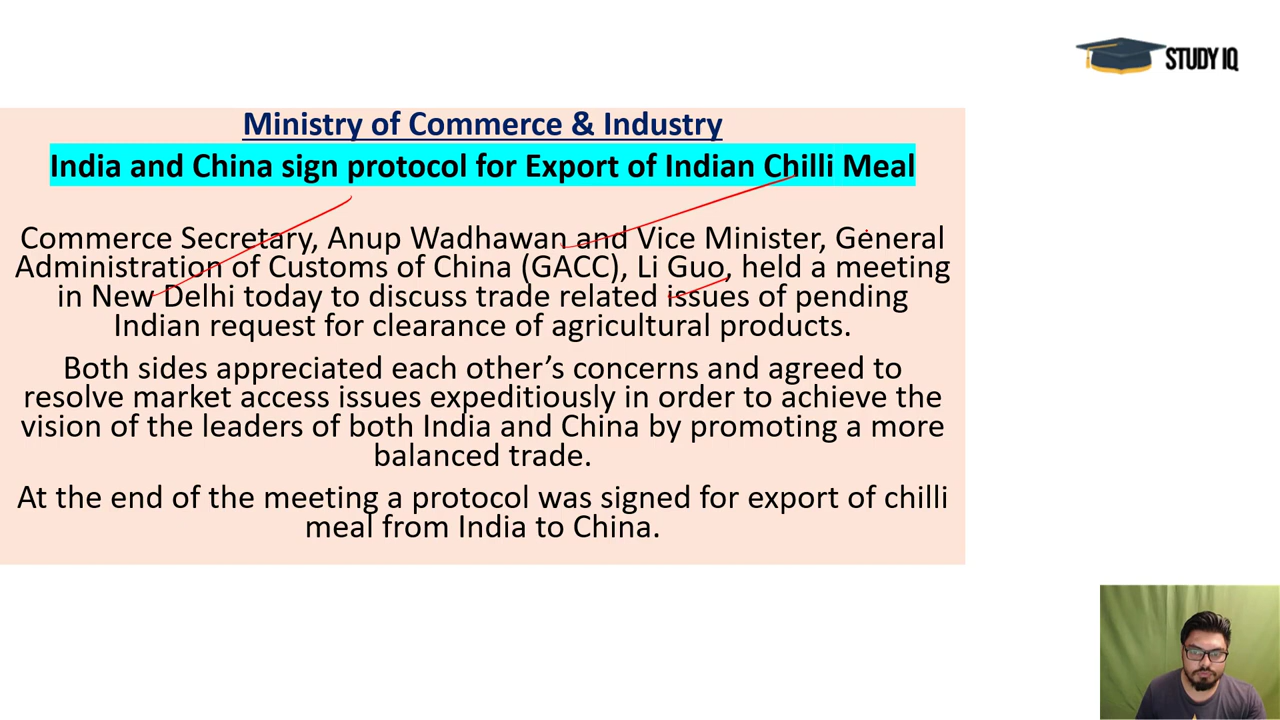 STUDY IQ
Ministry of Commerce & Industry
India and China sign protocol for Export of Indian Chilli Meal
Commerce Secretary, Anup Wadhawan and Vice Minister, General
Administration of Customs of China (GACC), Li Guo, held a meeting
in New Delhi today to discuss trade related issues of pending
Indian request for clearance of agricultural products.
Both sides appreciated each other’s concerns and agreed to
resolve market access issues expeditiously in order to achieve the
vision of the leaders of both India and China by promoting a more
balanced trade.
At the end of the meeting a protocol was signed for export of chilli
meal from India to China.